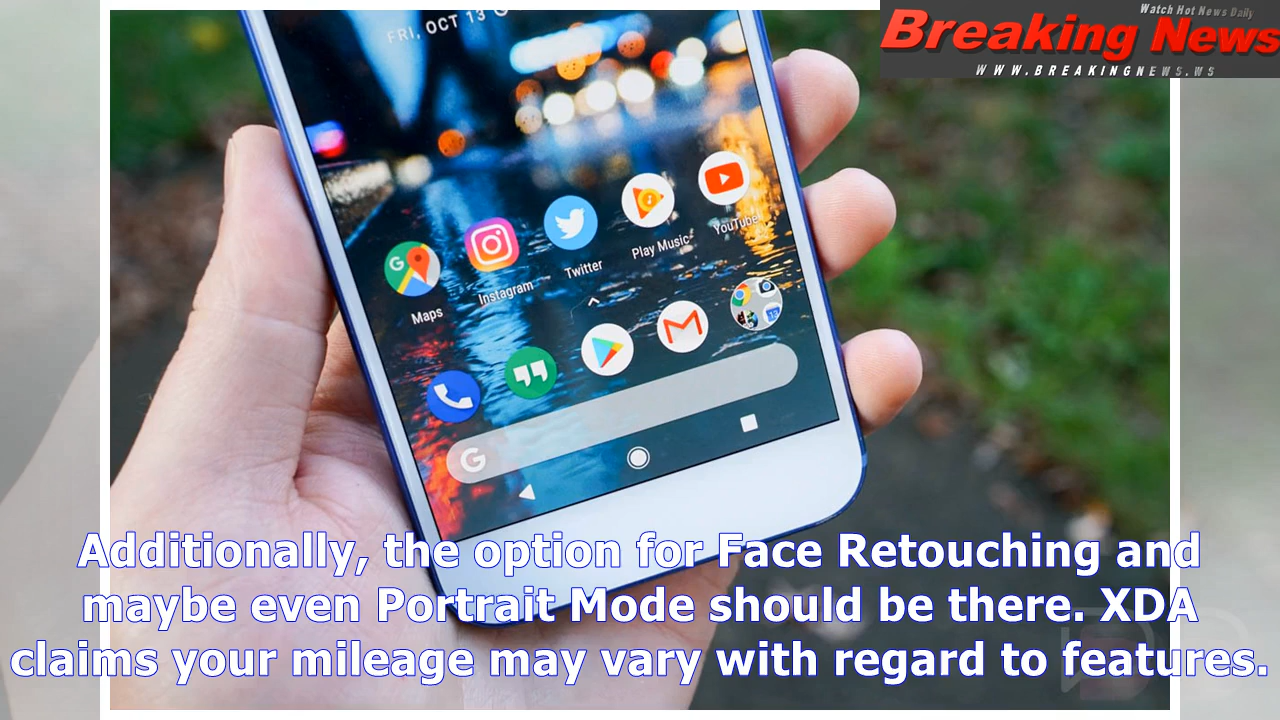 Watch Hot News Daily
Breaking News
WWW.BREAKINGNEWS.WS
FRI, OCT 13
Maps
Instagram
Twitter
Play Music
YouTube
G
Additionally, the option for Face Retouching and
maybe even Portrait Mode should be there. XDA
claims your mileage may vary with regard to features.